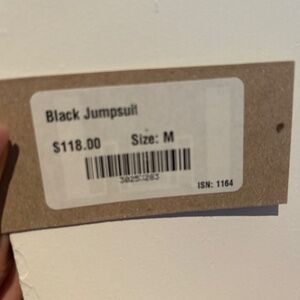 Black Jumpsuit
$118.00 Size: M
30253283
ISN: 1164